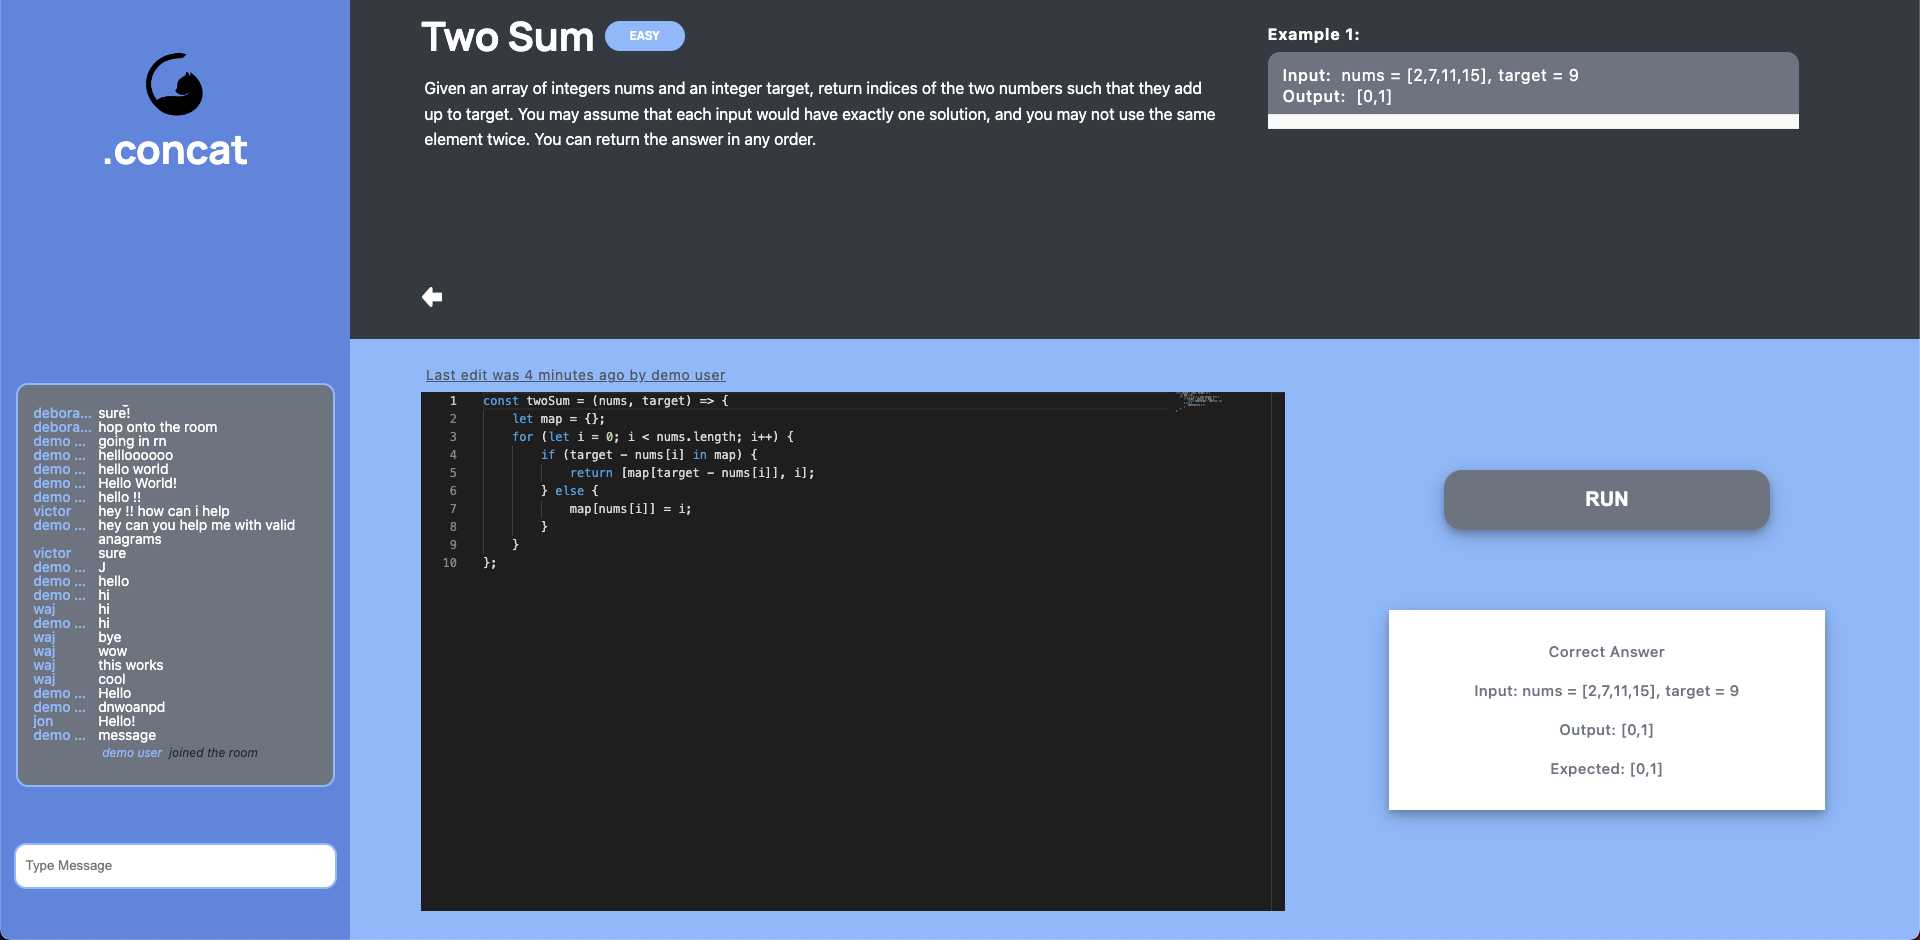 .concat
debora... sure!
debora... hop onto the room
demo ... going in rn
demo ... hellloooooo
demo ... hello world
demo ... Hello World!
demo ... hello !!
victor hey !! how can i help
demo ... hey can you help me with valid
anagrams
victor sure
demo ... J
demo ... hello
demo ... hi
waj hi
demo ... hi
waj bye
waj wow
waj this works
waj cool
demo ... Hello
demo ... dnwoanpd
jon Hello!
demo ... message
demo user joined the room
Type Message
Two Sum EASY
Given an array of integers nums and an integer target, return indices of the two numbers such that they add
up to target. You may assume that each input would have exactly one solution, and you may not use the same
element twice. You can return the answer in any order.
Example 1:
Input: nums = [2,7,11,15], target = 9
Output: [0,1]
Last edit was 4 minutes ago by demo user
1 const twoSum = (nums, target) => {
2 let map = {};
3 for (let i = 0; i < nums.length; i++) {
4 if (target - nums[i] in map) {
5 return [map[target - nums[i]], i];
6 } else {
7 map[nums[i]] = i;
8 }
9 }
10 };
RUN
Correct Answer
Input: nums = [2,7,11,15], target = 9
Output: [0,1]
Expected: [0,1]